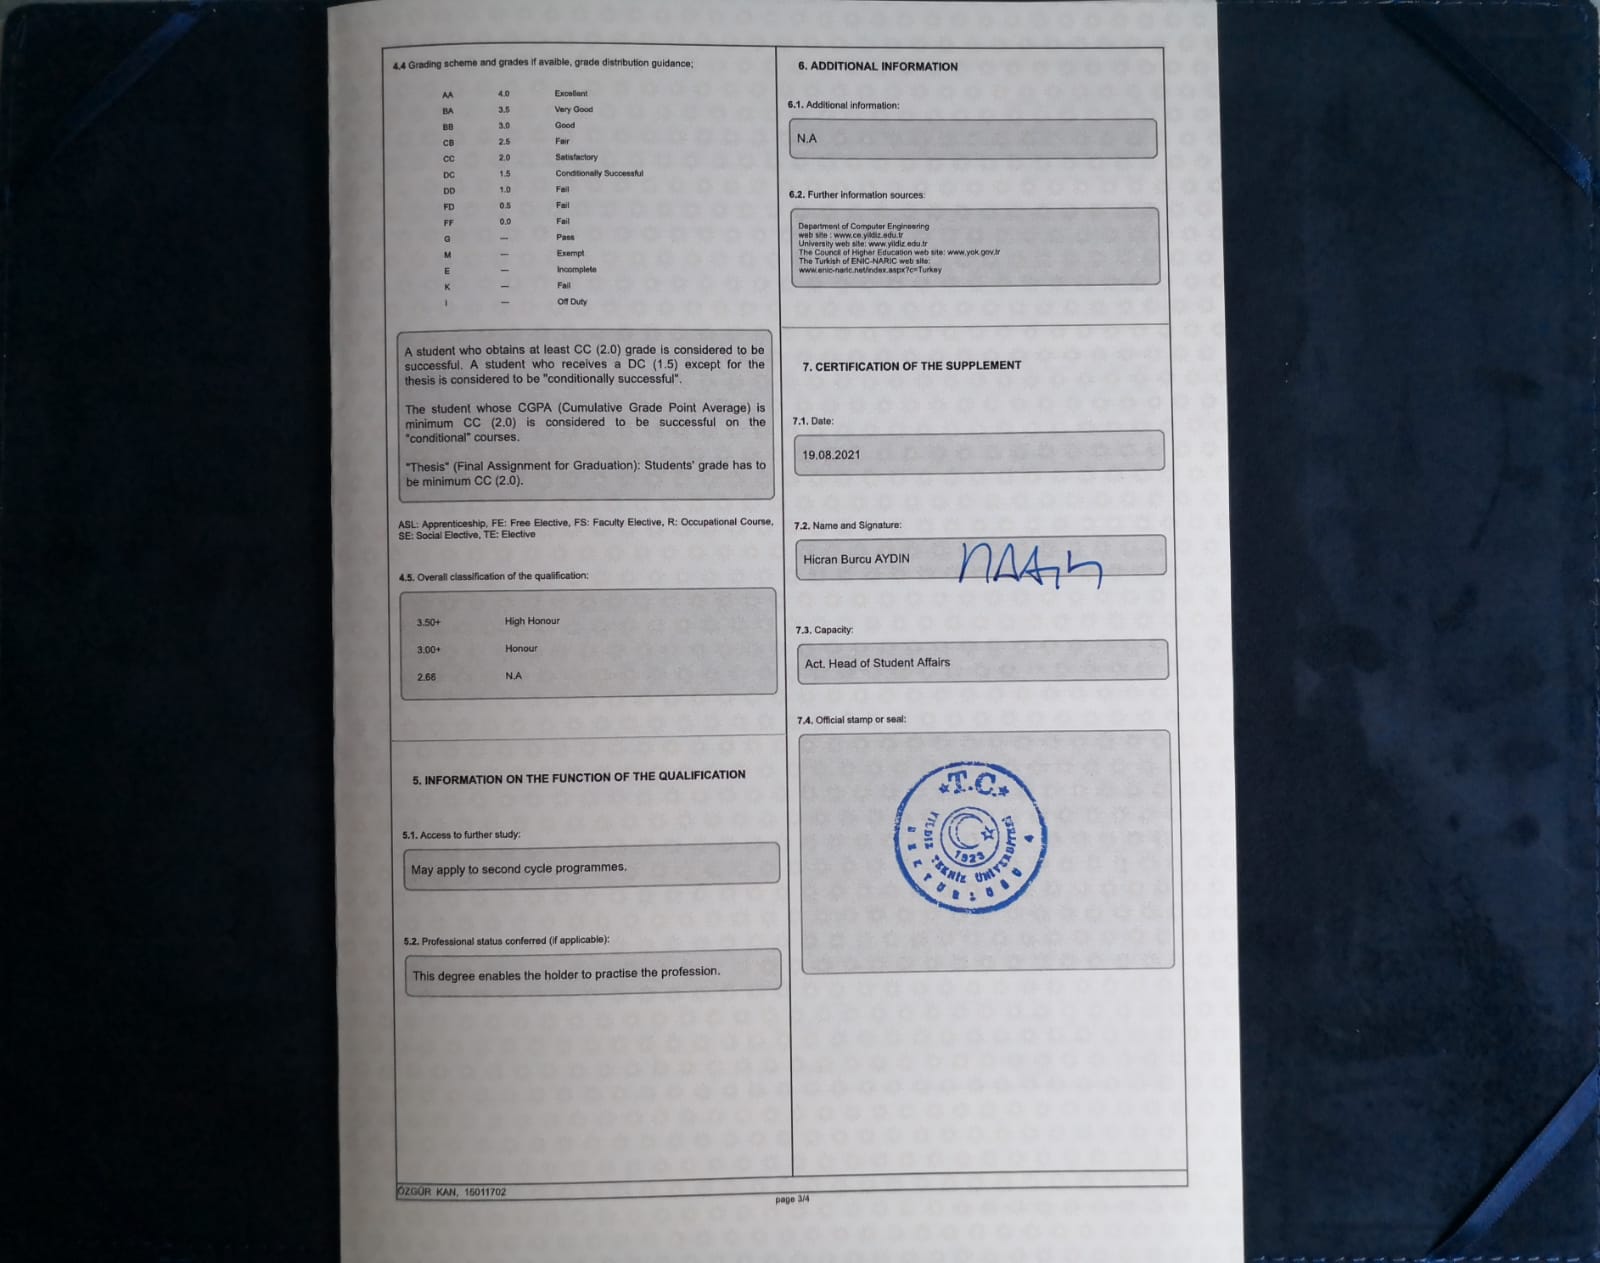 4.4 Grading scheme and grades if avaible, grade distribution guidance;
AA 4.0 Excellent
BA 3.5 Very Good
BB 3.0 Good
CB 2.5 Fair
CC 2.0 Satisfactory
DC 1.5 Conditionally Successful
DD 1.0 Fail
FD 0.5 Fail
FF 0.0 Fail
G — Pass
M — Exempt
E — Incomplete
K — Fail
I — Off Duty
A student who obtains at least CC (2.0) grade is considered to be
successful. A student who receives a DC (1.5) except for the
thesis is considered to be "conditionally successful".
The student whose CGPA (Cumulative Grade Point Average) is
minimum CC (2.0) is considered to be successful on the
"conditional" courses.
"Thesis" (Final Assignment for Graduation): Students' grade has to
be minimum CC (2.0).
ASL: Apprenticeship, FE: Free Elective, FS: Faculty Elective, R: Occupational Course,
SE: Social Elective, TE: Elective
4.5. Overall classification of the qualification:
3.50+ High Honour
3.00+ Honour
2.66 N.A
5. INFORMATION ON THE FUNCTION OF THE QUALIFICATION
5.1. Access to further study:
May apply to second cycle programmes.
5.2. Professional status conferred (if applicable):
This degree enables the holder to practise the profession.
6. ADDITIONAL INFORMATION
6.1. Additional information:
N.A
6.2. Further information sources:
Department of Computer Engineering
web site : www.ce.yildiz.edu.tr
University web site: www.yildiz.edu.tr
The Council of Higher Education web site: www.yok.gov.tr
The Turkish of ENIC-NARIC web site:
www.enic-naric.net/index.aspx?c=Turkey
7. CERTIFICATION OF THE SUPPLEMENT
7.1. Date:
19.08.2021
7.2. Name and Signature:
Hicran Burcu AYDIN
7.3. Capacity:
Act. Head of Student Affairs
7.4. Official stamp or seal:
T.C.
YILDIZ TEKNİK ÜNİVERSİTESİ
1923
REKTÖRLÜĞÜ 4
ÖZGÜR KAN, 16011702
page 3/4